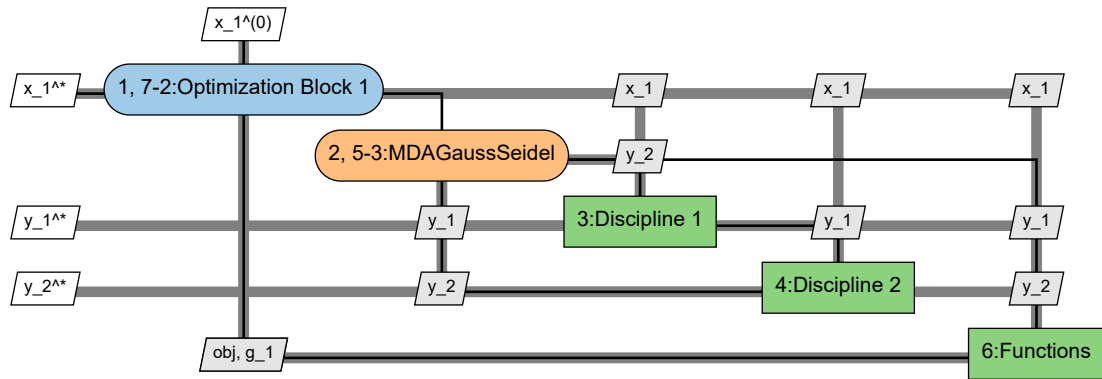 x_1^(0)
x_1^*
1, 7-2:Optimization Block 1
x_1
x_1
x_1
2, 5-3:MDAGaussSeidel
y_2
y_1^*
y_1
3:Discipline 1
y_1
y_1
y_2^*
y_2
4:Discipline 2
y_2
obj, g_1
6:Functions